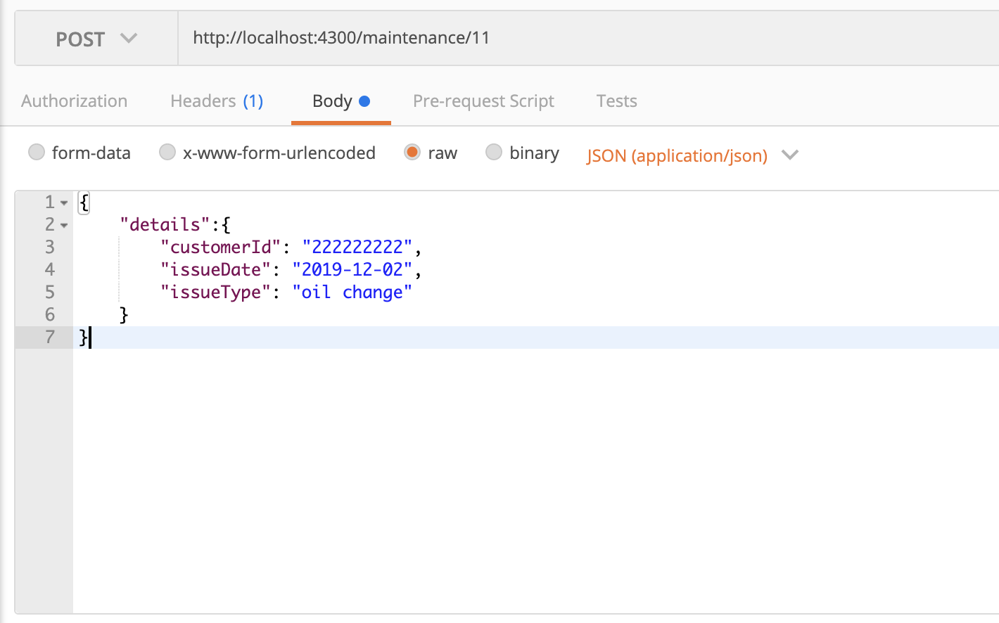 POST http://localhost:4300/maintenance/11
Authorization Headers (1) Body Pre-request Script Tests
form-data x-www-form-urlencoded raw binary JSON (application/json)
1 {
2 "details":{
3 "customerId": "222222222",
4 "issueDate": "2019-12-02",
5 "issueType": "oil change"
6 }
7 }